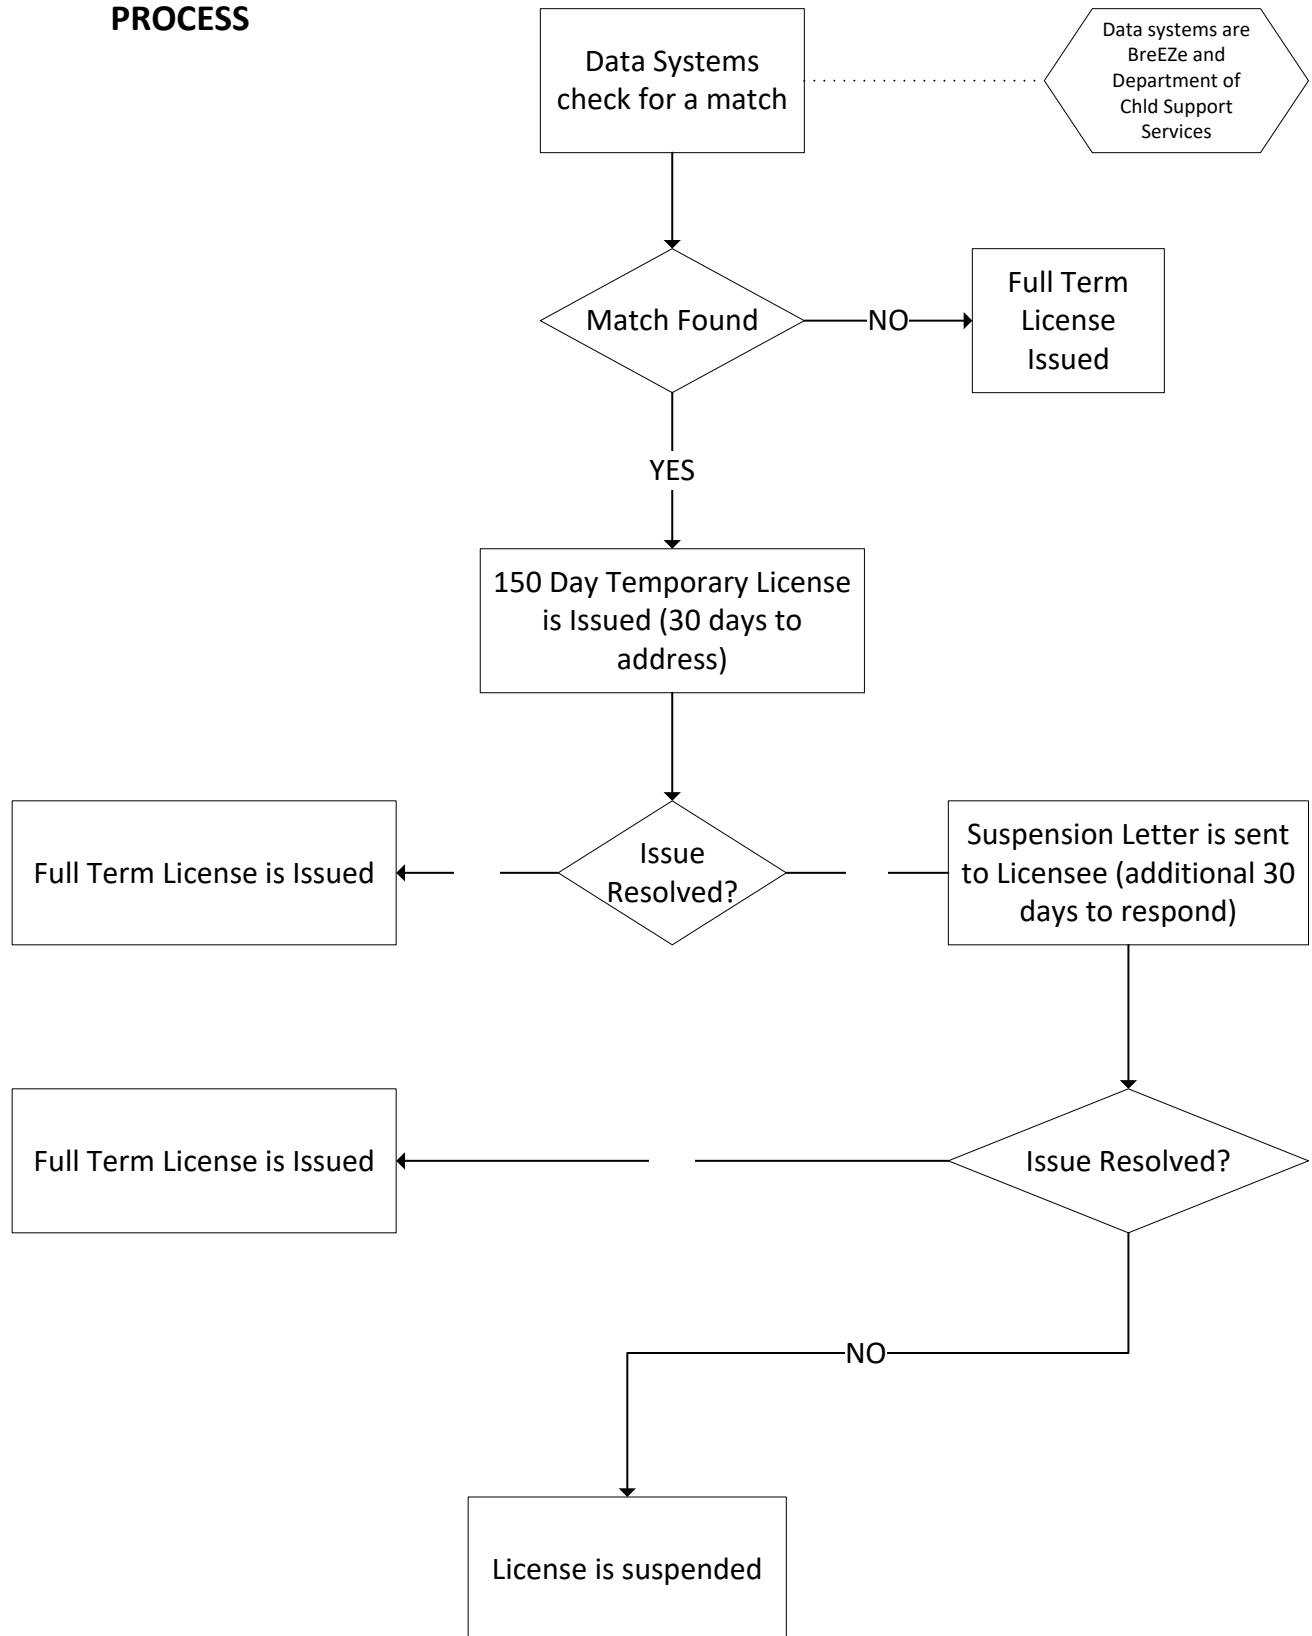 PROCESS
Data Systems
check for a match
Data systems are
BreEZe and
Department of
Chld Support
Services
Match Found
NO
Full Term
License
Issued
YES
150 Day Temporary License
is Issued (30 days to
address)
Full Term License is Issued
Issue
Resolved?
Suspension Letter is sent
to Licensee (additional 30
days to respond)
Full Term License is Issued
Issue Resolved?
NO
License is suspended